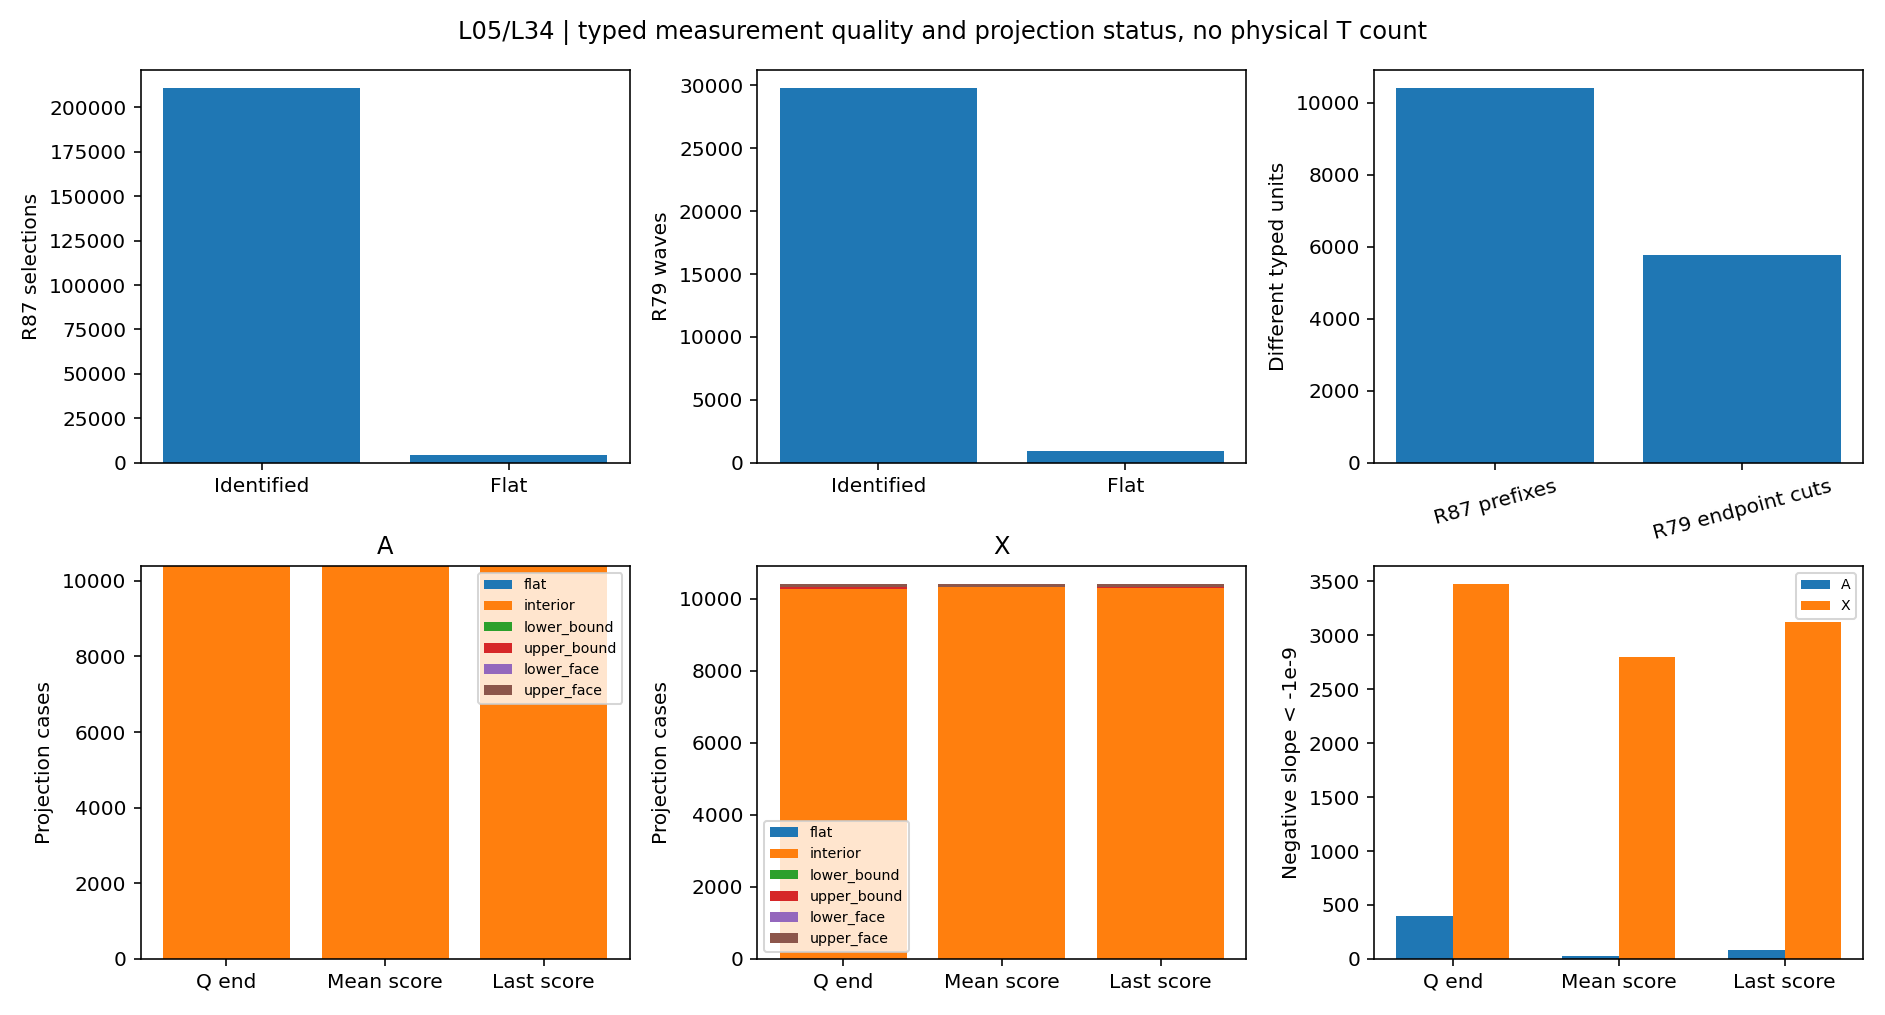 L05/L34 | typed measurement quality and projection status, no physical T count
R87 selections
200000
175000
150000
125000
100000
75000
50000
25000
0
Identified
Flat
R79 waves
30000
25000
20000
15000
10000
5000
0
Identified
Flat
Different typed units
10000
8000
6000
4000
2000
0
R87 prefixes
R79 endpoint cuts
A
Projection cases
10000
8000
6000
4000
2000
0
flat
interior
lower_bound
upper_bound
lower_face
upper_face
Q end
Mean score
Last score
X
Projection cases
10000
8000
6000
4000
2000
0
flat
interior
lower_bound
upper_bound
lower_face
upper_face
Q end
Mean score
Last score
Negative slope < -1e-9
3500
3000
2500
2000
1500
1000
500
0
A
X
Q end
Mean score
Last score